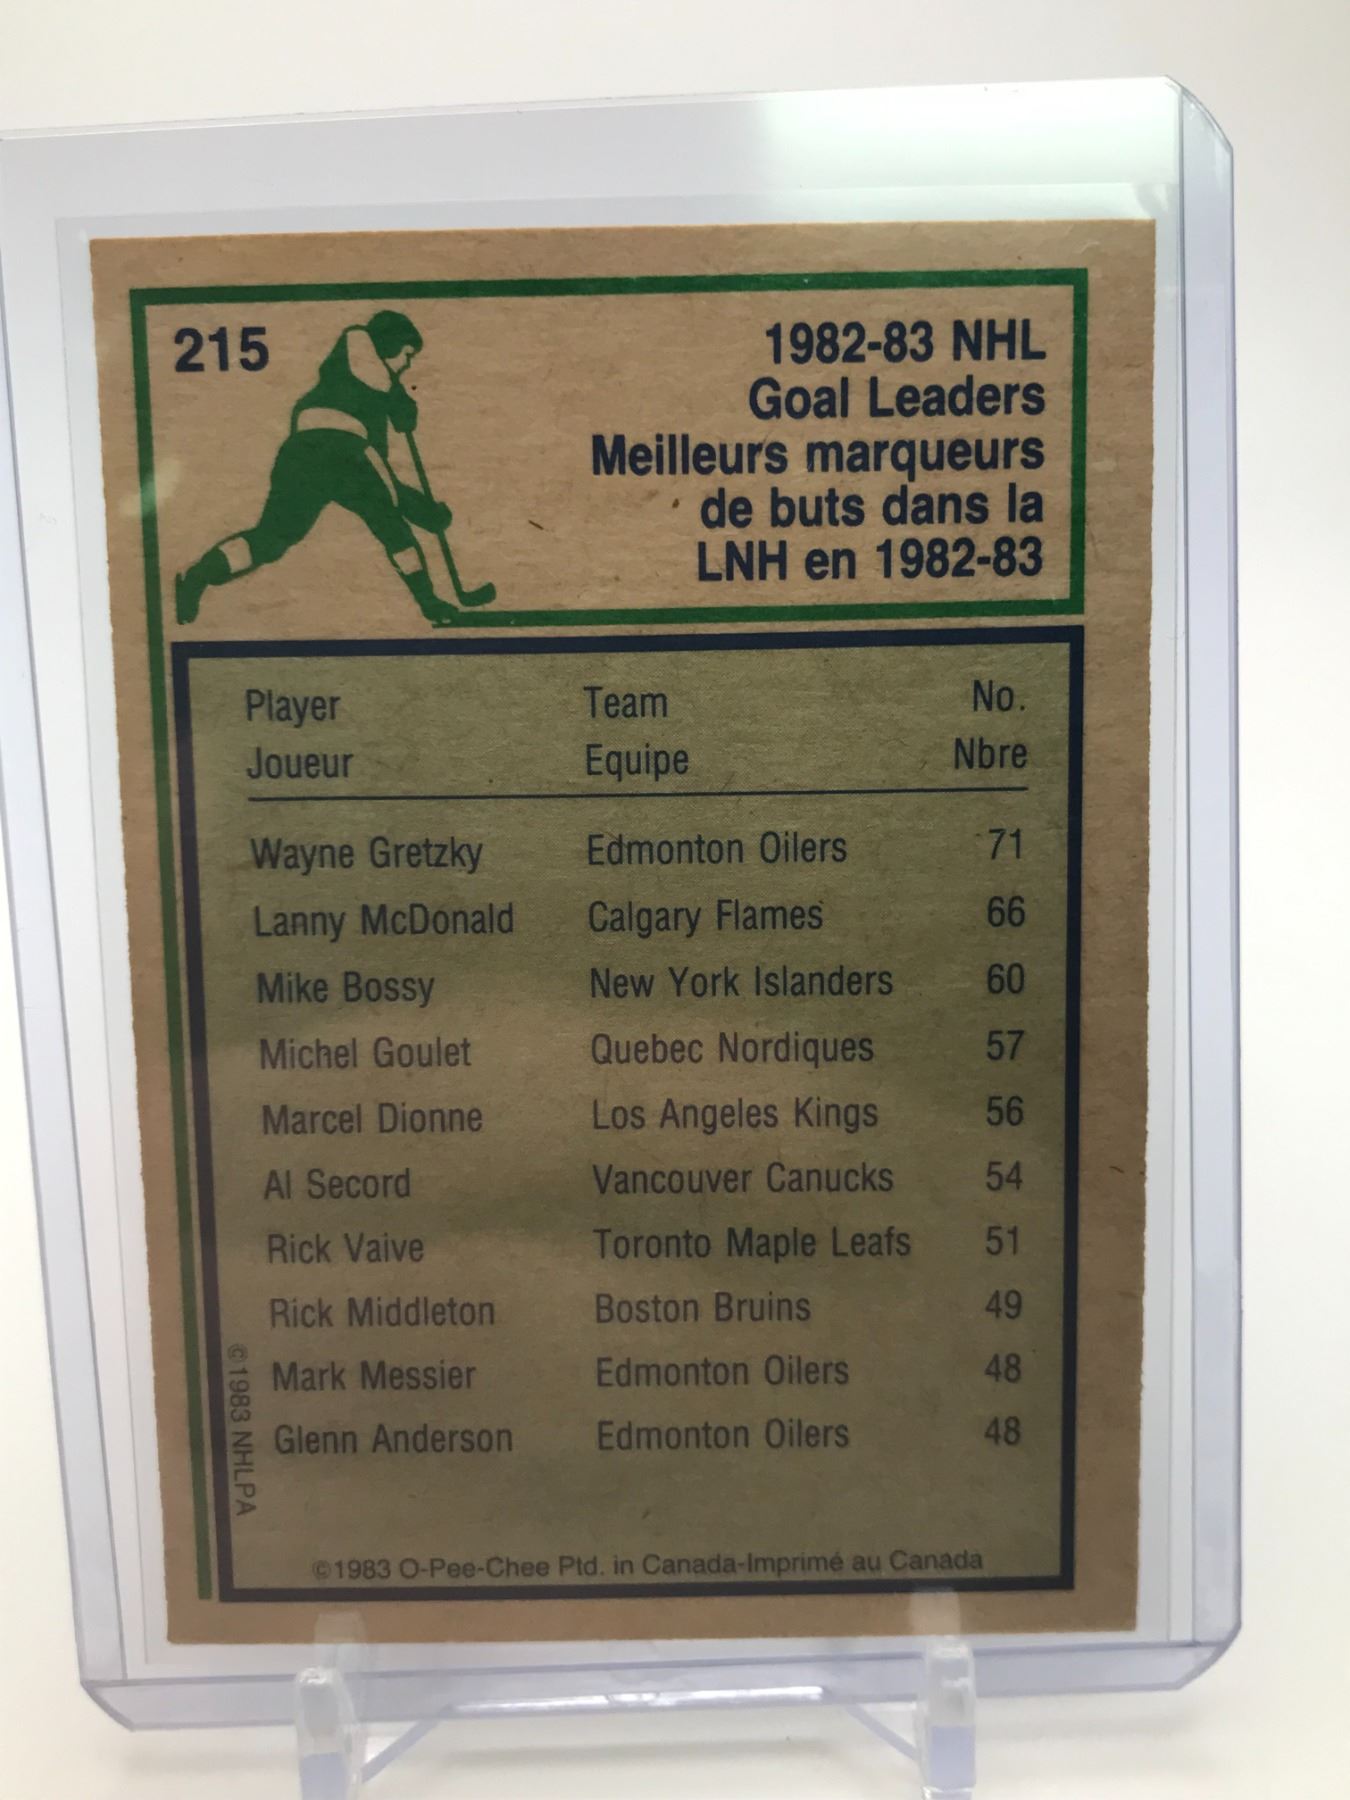 215
1982-83 NHL
Goal Leaders
Meilleurs marqueurs
de buts dans la
LNH en 1982-83
Player Team No.
Joueur Equipe Nbre
Wayne Gretzky Edmonton Oilers 71
Lanny McDonald Calgary Flames 66
Mike Bossy New York Islanders 60
Michel Goulet Quebec Nordiques 57
Marcel Dionne Los Angeles Kings 56
Al Secord Vancouver Canucks 54
Rick Vaive Toronto Maple Leafs 51
Rick Middleton Boston Bruins 49
Mark Messier Edmonton Oilers 48
Glenn Anderson Edmonton Oilers 48
©1983 NHLPA
©1983 O-Pee-Chee Ptd. in Canada-Imprimé au Canada